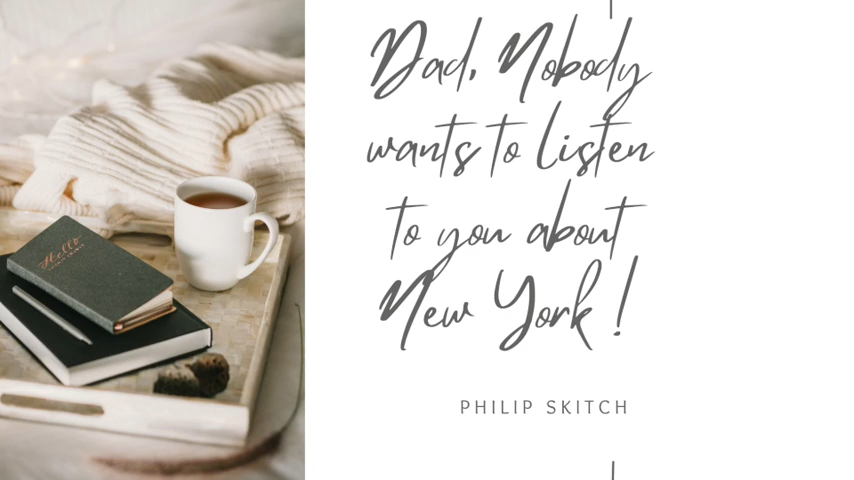 Hello
Dad, Nobody
wants to listen
to you about
New York !
PHILIP SKITCH